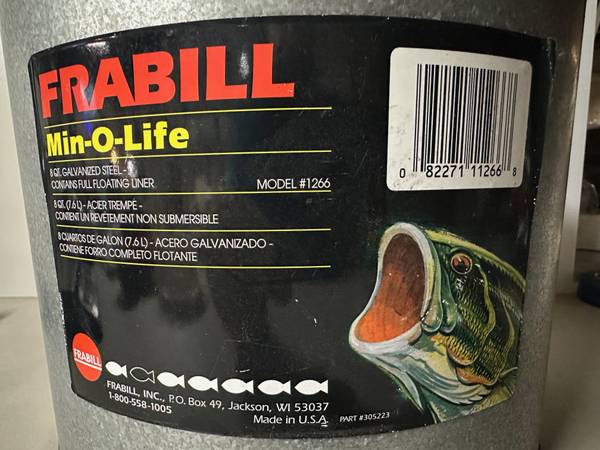 FRABILL
Min-O-Life
8 QT. GALVANIZED STEEL -
CONTAINS FULL FLOATING LINER MODEL #1266
8 QT. (7.6 L) - ACIER TREMPE -
CONTIENT UN REVÊTEMENT NON SUBMERSIBLE
8 CUARTOS DE GALON (7.6 L) - ACERO GALVANIZADO -
CONTIENE FORRO COMPLETO FLOTANTE
0 82271 11266 8
FRABILL
FRABILL, INC., P.O. Box 49, Jackson, WI 53037
1-800-558-1005
Made in U.S.A.
PART #305223